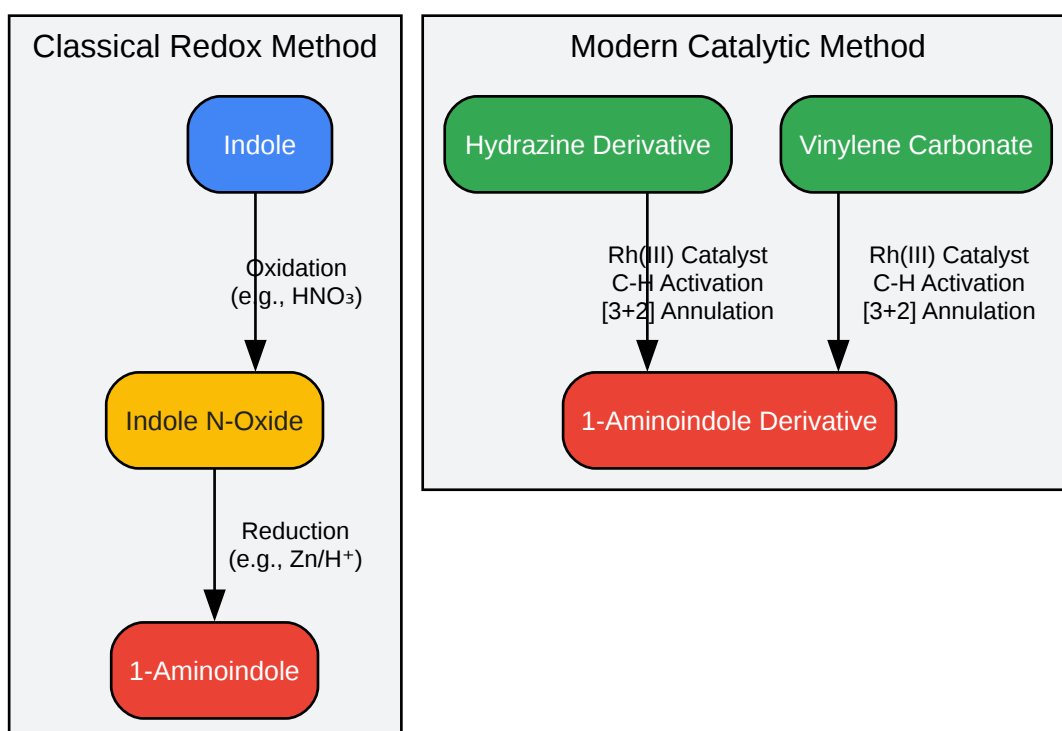 Classical Redox Method
Indole
Oxidation
(e.g., HNO₃)
Indole N-Oxide
Reduction
(e.g., Zn/H⁺)
1-Aminoindole
Modern Catalytic Method
Hydrazine Derivative
Vinylene Carbonate
Rh(III) Catalyst
C-H Activation
[3+2] Annulation
Rh(III) Catalyst
C-H Activation
[3+2] Annulation
1-Aminoindole Derivative